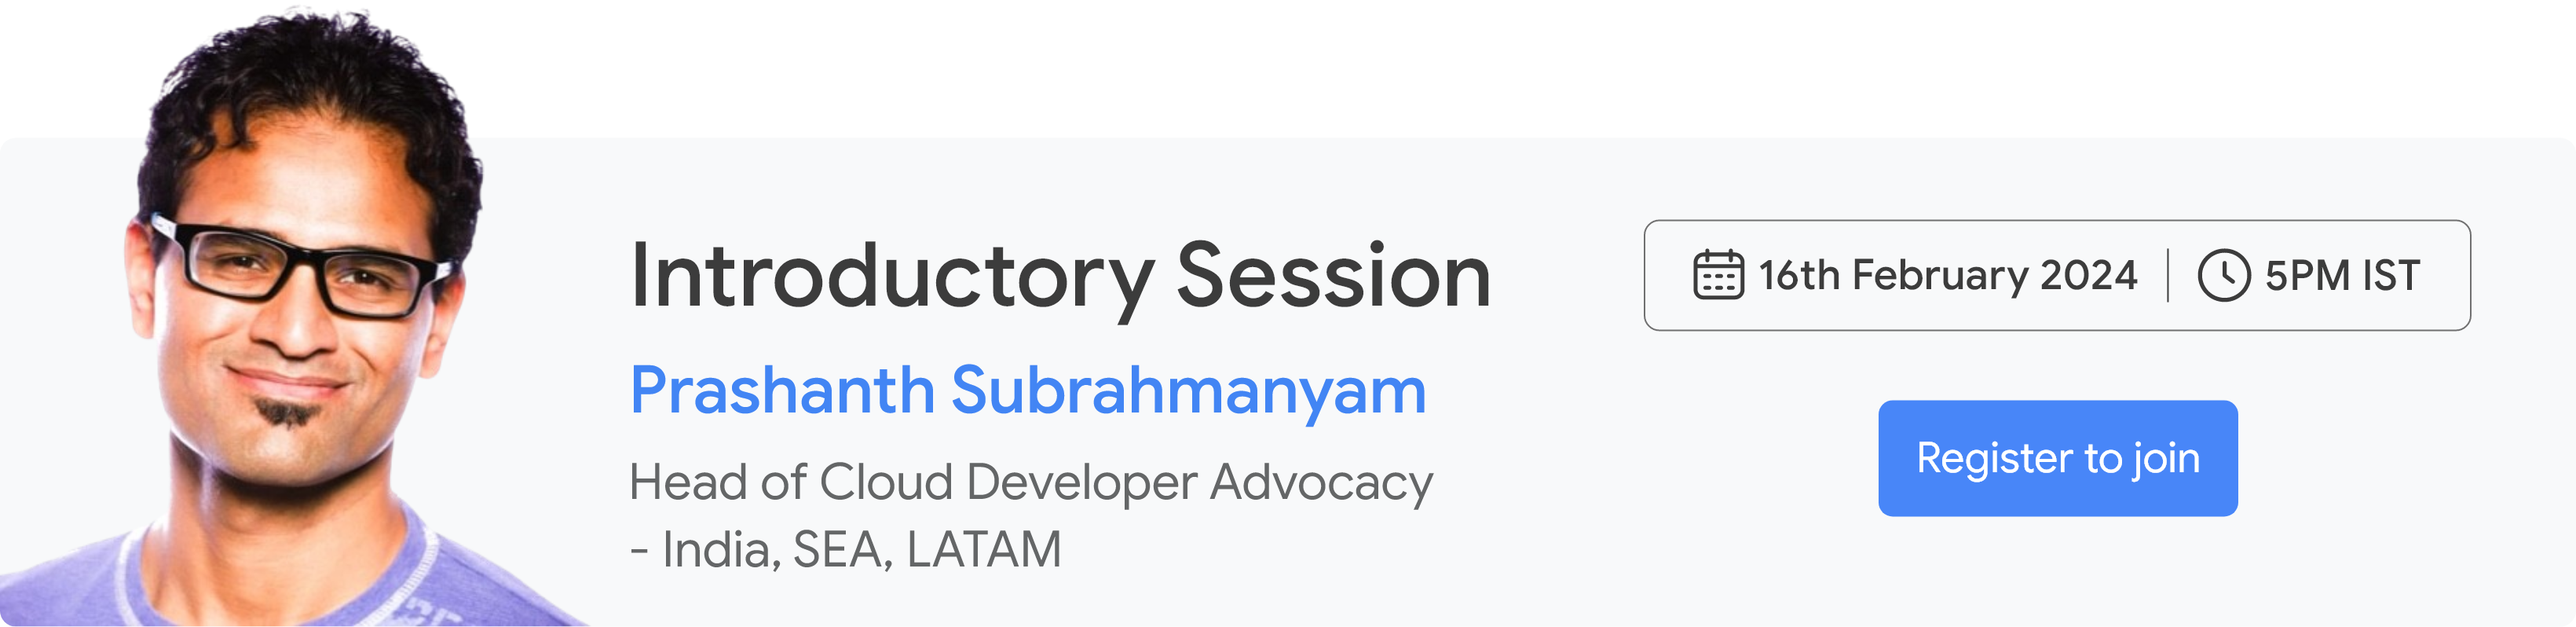 Introductory Session
Prashanth Subrahmanyam
Head of Cloud Developer Advocacy
- India, SEA, LATAM
16th February 2024 | 5PM IST
Register to join